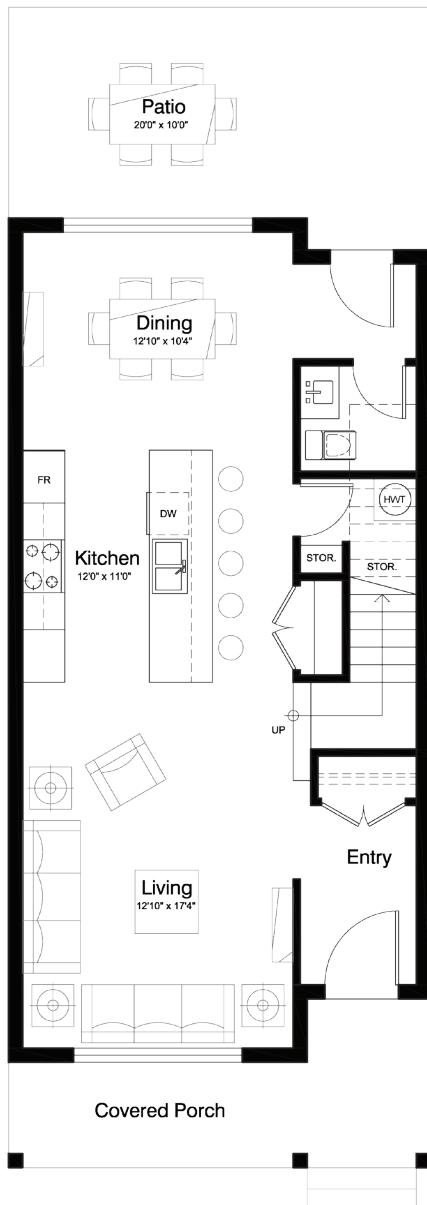 Patio
20'0" x 10'0"
Dining
12'10" x 10'4"
FR
DW
HWT
Kitchen
12'0" x 11'0"
STOR.
STOR.
UP
Entry
Living
12'10" x 17'4"
Covered Porch